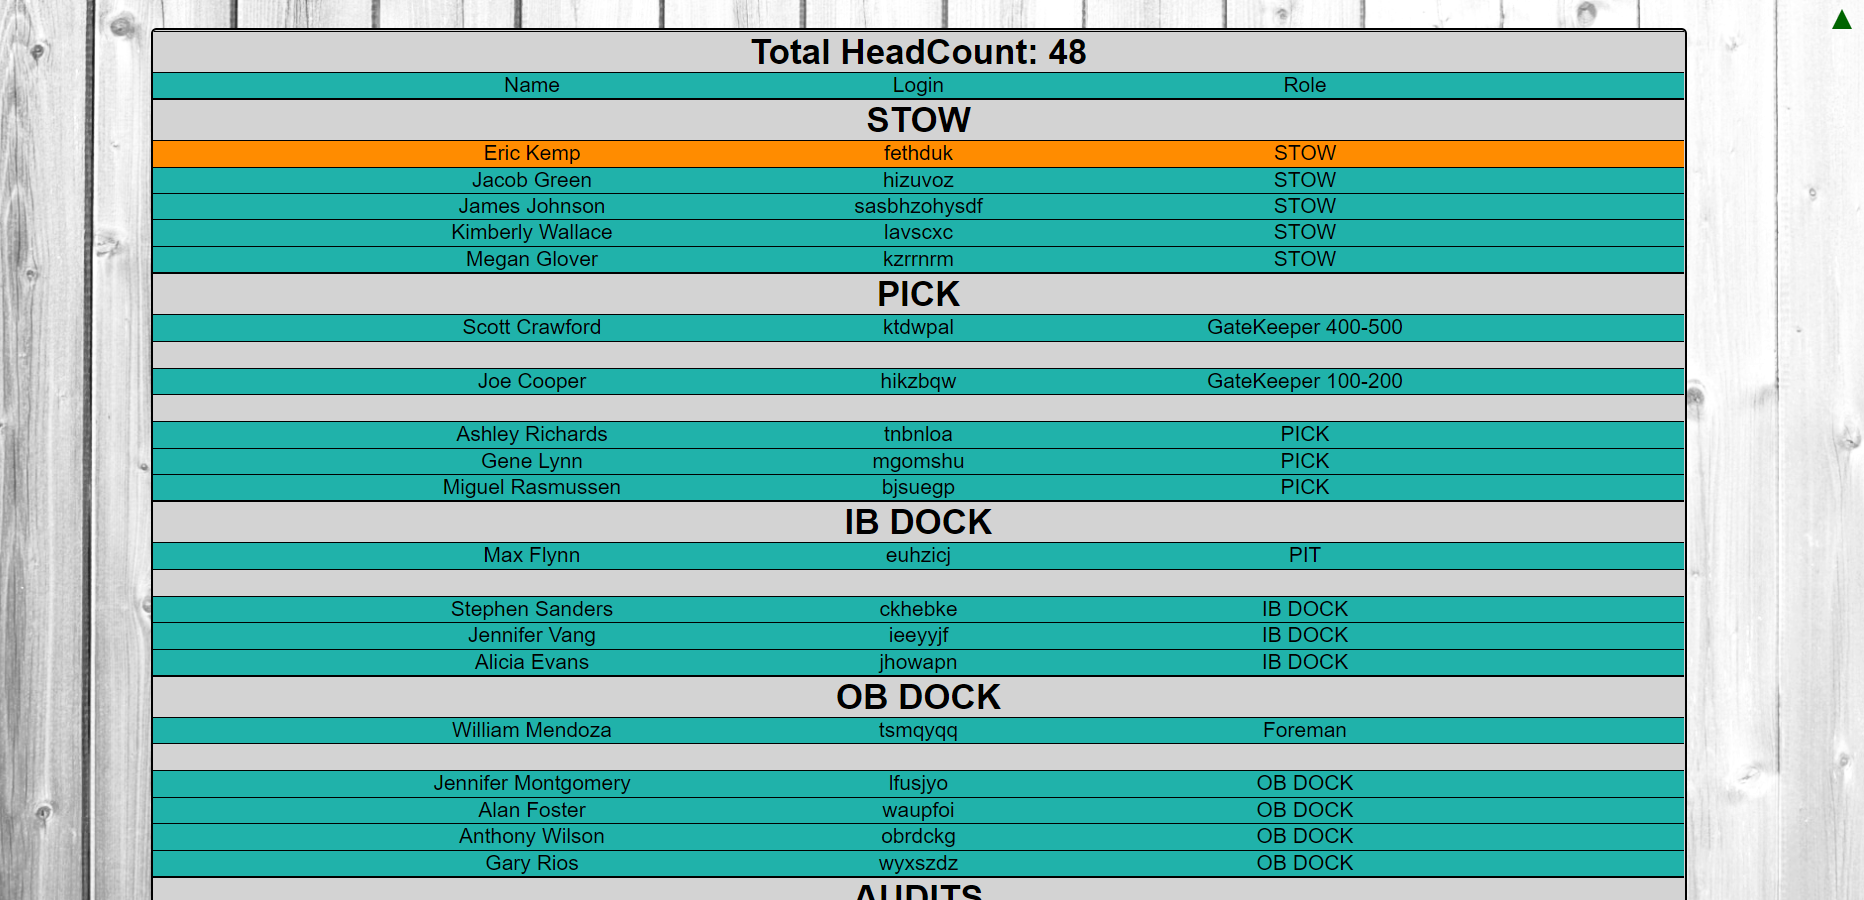 Total HeadCount: 48
Name Login Role
STOW
Eric Kemp fethduk STOW
Jacob Green hizuvoz STOW
James Johnson sasbhzohysdf STOW
Kimberly Wallace lavscxc STOW
Megan Glover kzrrnrm STOW
PICK
Scott Crawford ktdwpal GateKeeper 400-500
Joe Cooper hikzbqw GateKeeper 100-200
Ashley Richards tnbnloa PICK
Gene Lynn mgomshu PICK
Miguel Rasmussen bjsuegp PICK
IB DOCK
Max Flynn euhzicj PIT
Stephen Sanders ckhebke IB DOCK
Jennifer Vang ieeyyjf IB DOCK
Alicia Evans jhowapn IB DOCK
OB DOCK
William Mendoza tsmqyqq Foreman
Jennifer Montgomery lfusjyo OB DOCK
Alan Foster waupfoi OB DOCK
Anthony Wilson obrdckg OB DOCK
Gary Rios wyxszdz OB DOCK
AUDITS